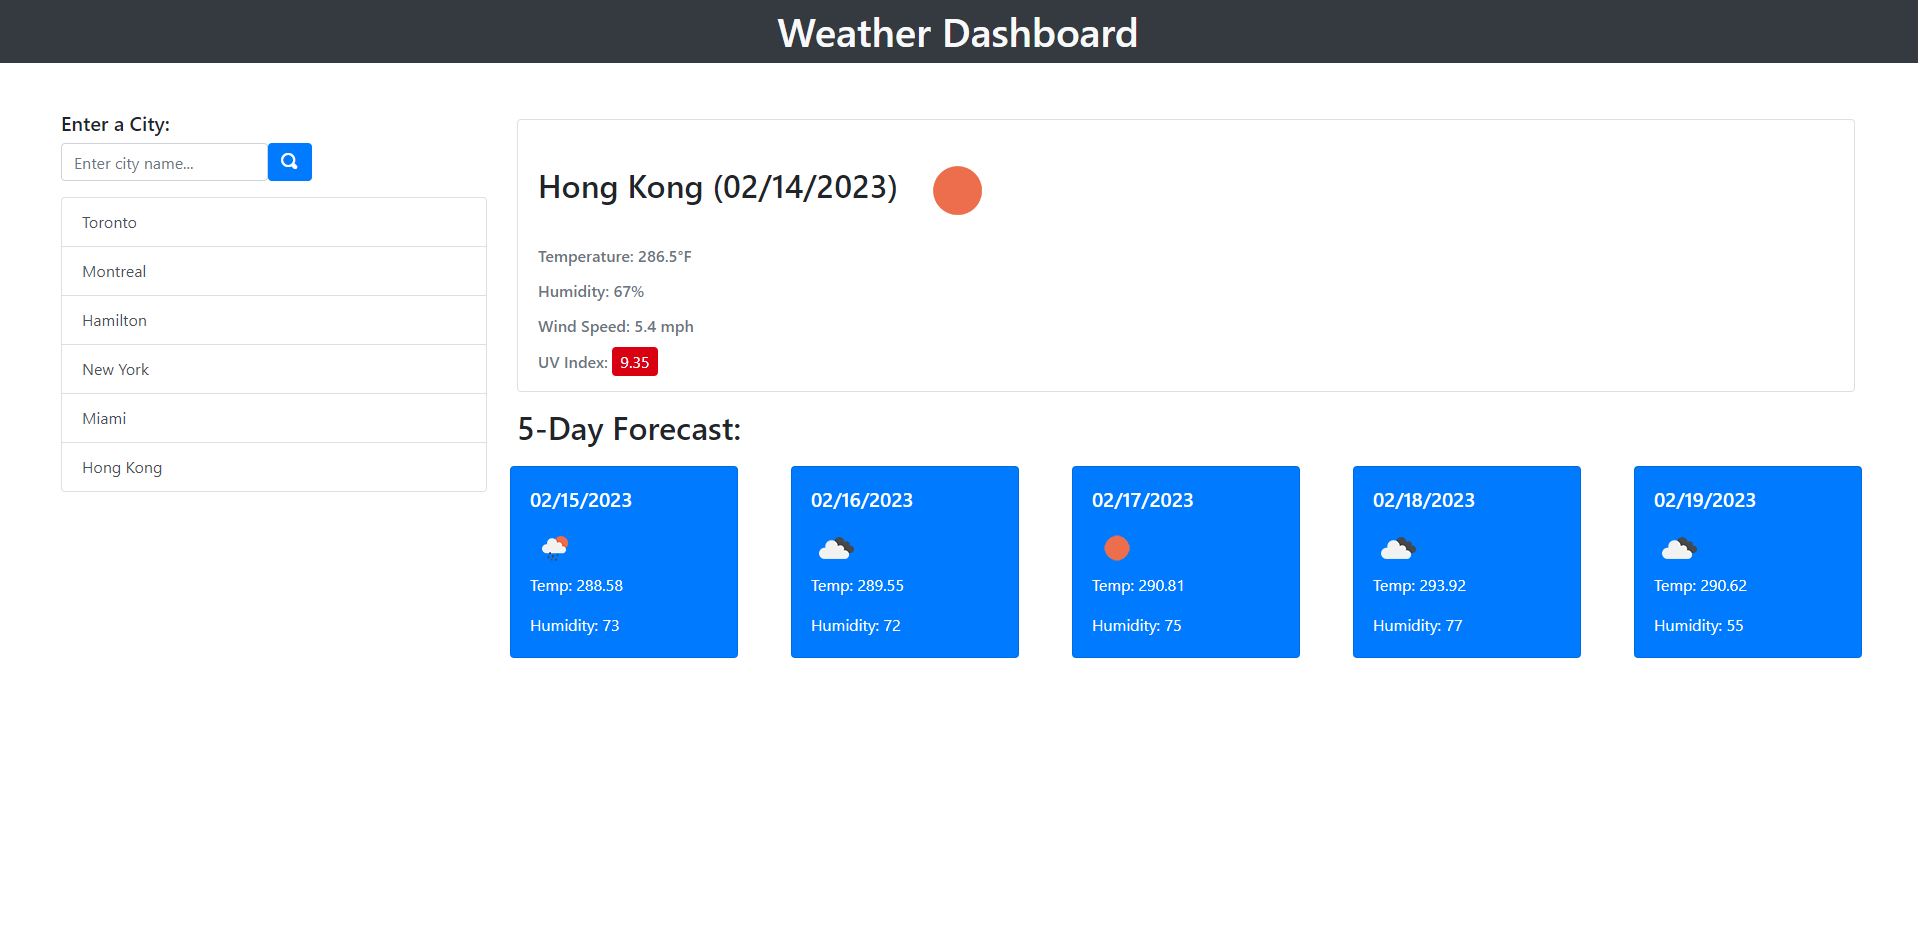 Weather Dashboard
Enter a City:
Enter city name...
Toronto
Montreal
Hamilton
New York
Miami
Hong Kong
Hong Kong (02/14/2023)
Temperature: 286.5°F
Humidity: 67%
Wind Speed: 5.4 mph
UV Index: 9.35
5-Day Forecast:
02/15/2023
Temp: 288.58
Humidity: 73
02/16/2023
Temp: 289.55
Humidity: 72
02/17/2023
Temp: 290.81
Humidity: 75
02/18/2023
Temp: 293.92
Humidity: 77
02/19/2023
Temp: 290.62
Humidity: 55